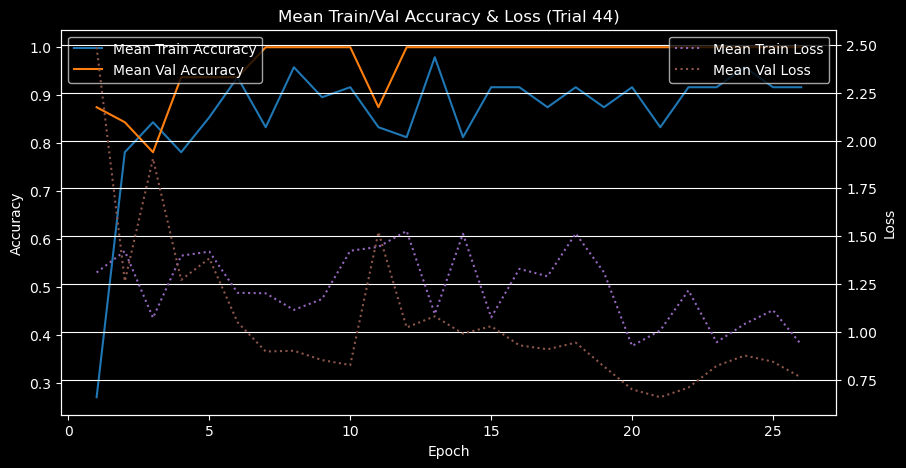 Mean Train/Val Accuracy & Loss (Trial 44)
Mean Train Accuracy
Mean Val Accuracy
Mean Train Loss
Mean Val Loss
1.0
0.9
0.8
0.7
0.6
0.5
0.4
0.3
Accuracy
2.50
2.25
2.00
1.75
1.50
1.25
1.00
0.75
Loss
0
5
10
15
20
25
Epoch